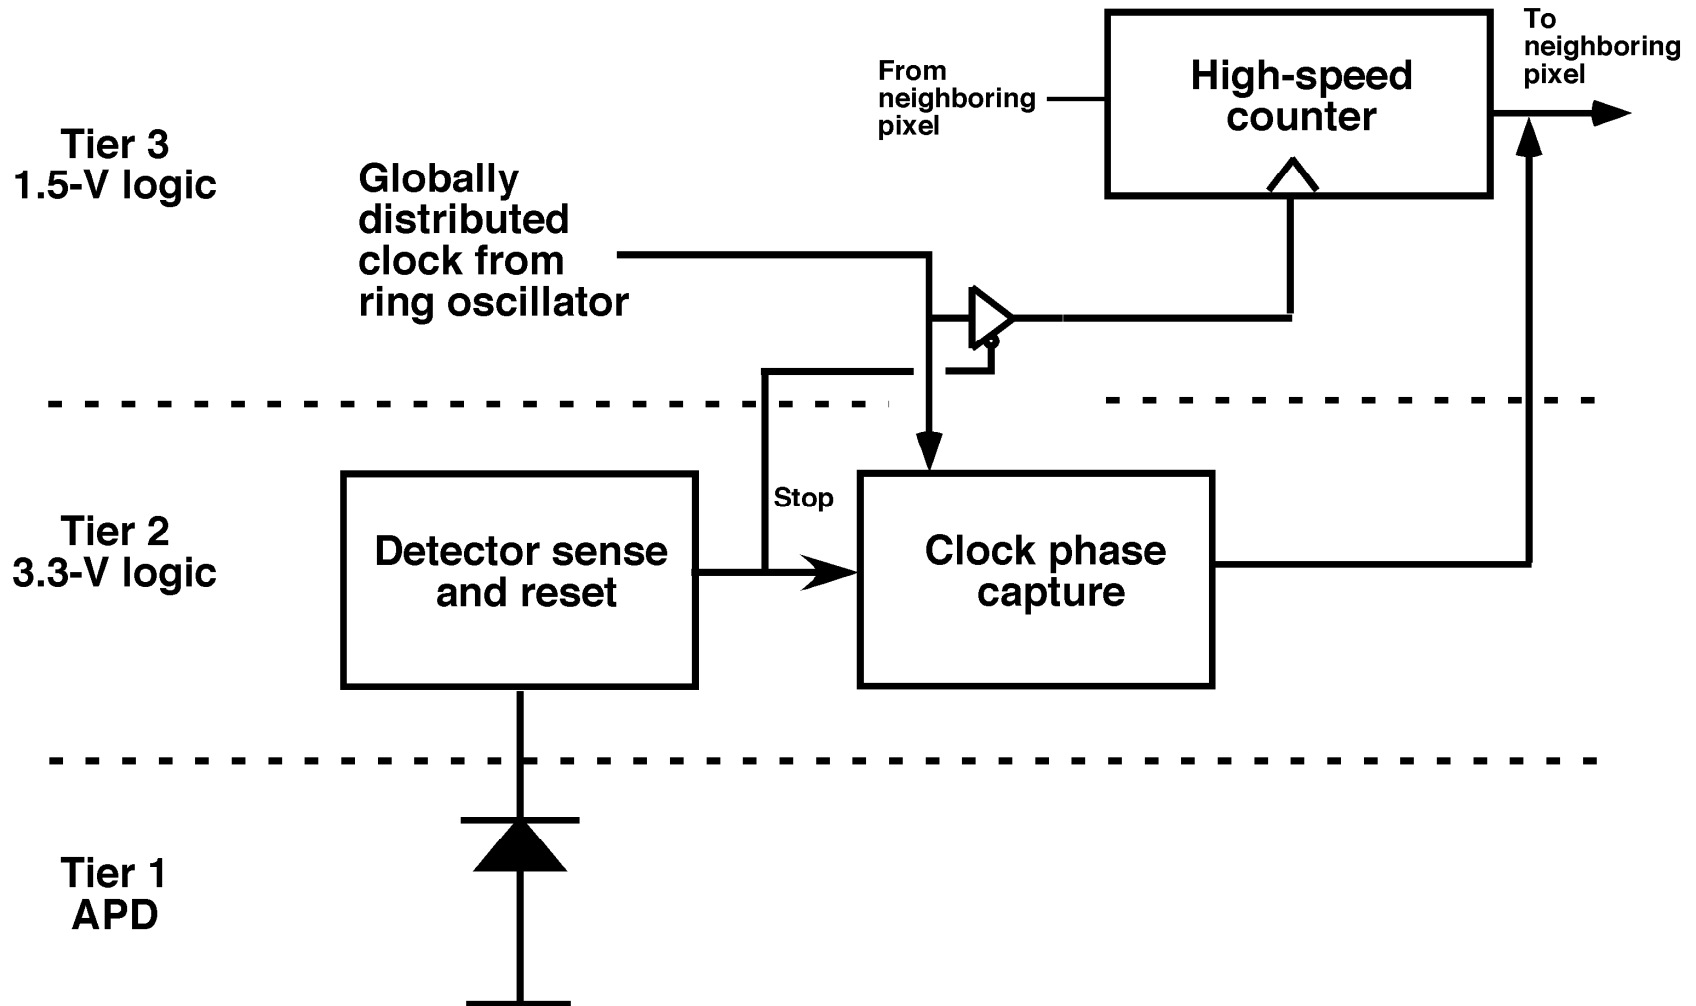 To
neighboring
pixel
From
neighboring
pixel
High-speed
counter
Tier 3
1.5-V logic
Globally
distributed
clock from
ring oscillator
Stop
Tier 2
3.3-V logic
Detector sense
and reset
Clock phase
capture
Tier 1
APD